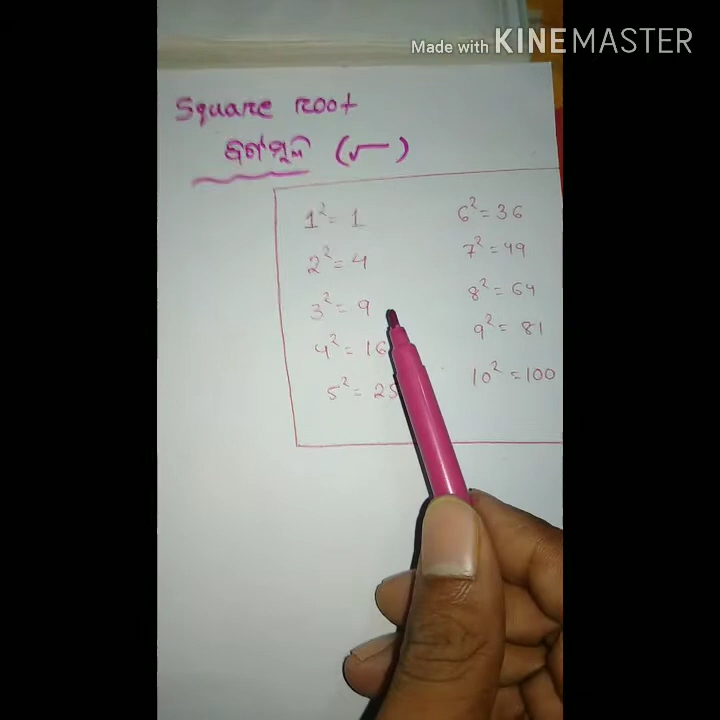 Made with KINEMASTER
Square root
ବର୍ଗମୂଳ (√)
1² = 1
2² = 4
3² = 9
4² = 16
5² = 25
6² = 36
7² = 49
8² = 64
9² = 81
10² = 100